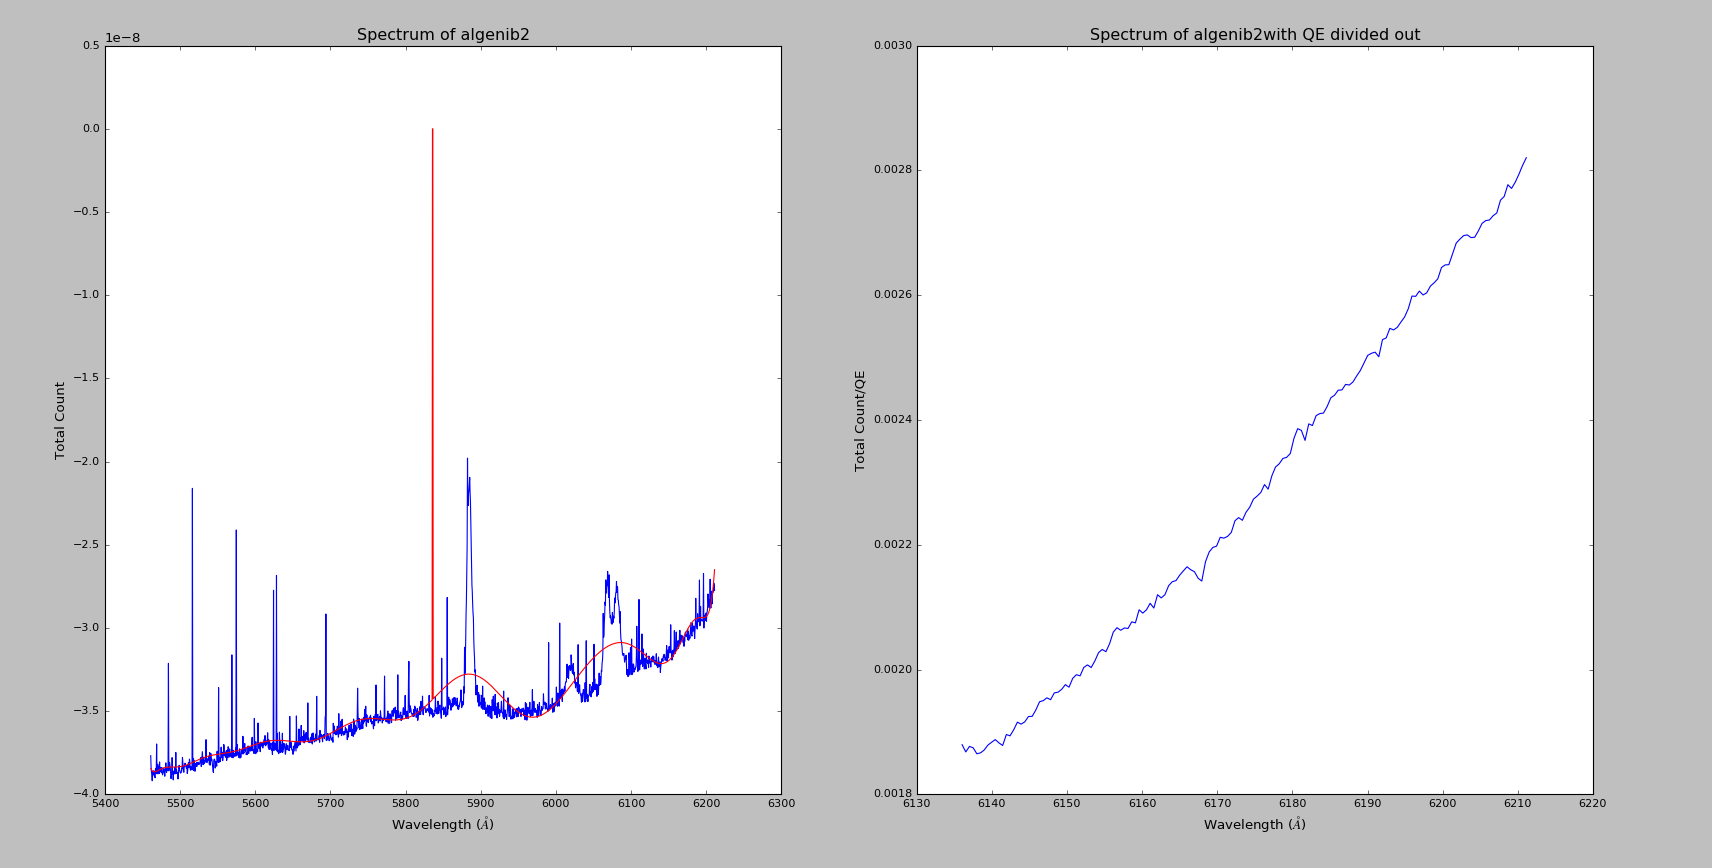 Spectrum of algenib2
1e−8
0.5
0.0
−0.5
−1.0
−1.5
−2.0
−2.5
−3.0
−3.5
−4.0
Total Count
5400 5500 5600 5700 5800 5900 6000 6100 6200 6300
Wavelength (Å)
Spectrum of algenib2with QE divided out
0.0030
0.0028
0.0026
0.0024
0.0022
0.0020
0.0018
Total Count/QE
6130 6140 6150 6160 6170 6180 6190 6200 6210 6220
Wavelength (Å)